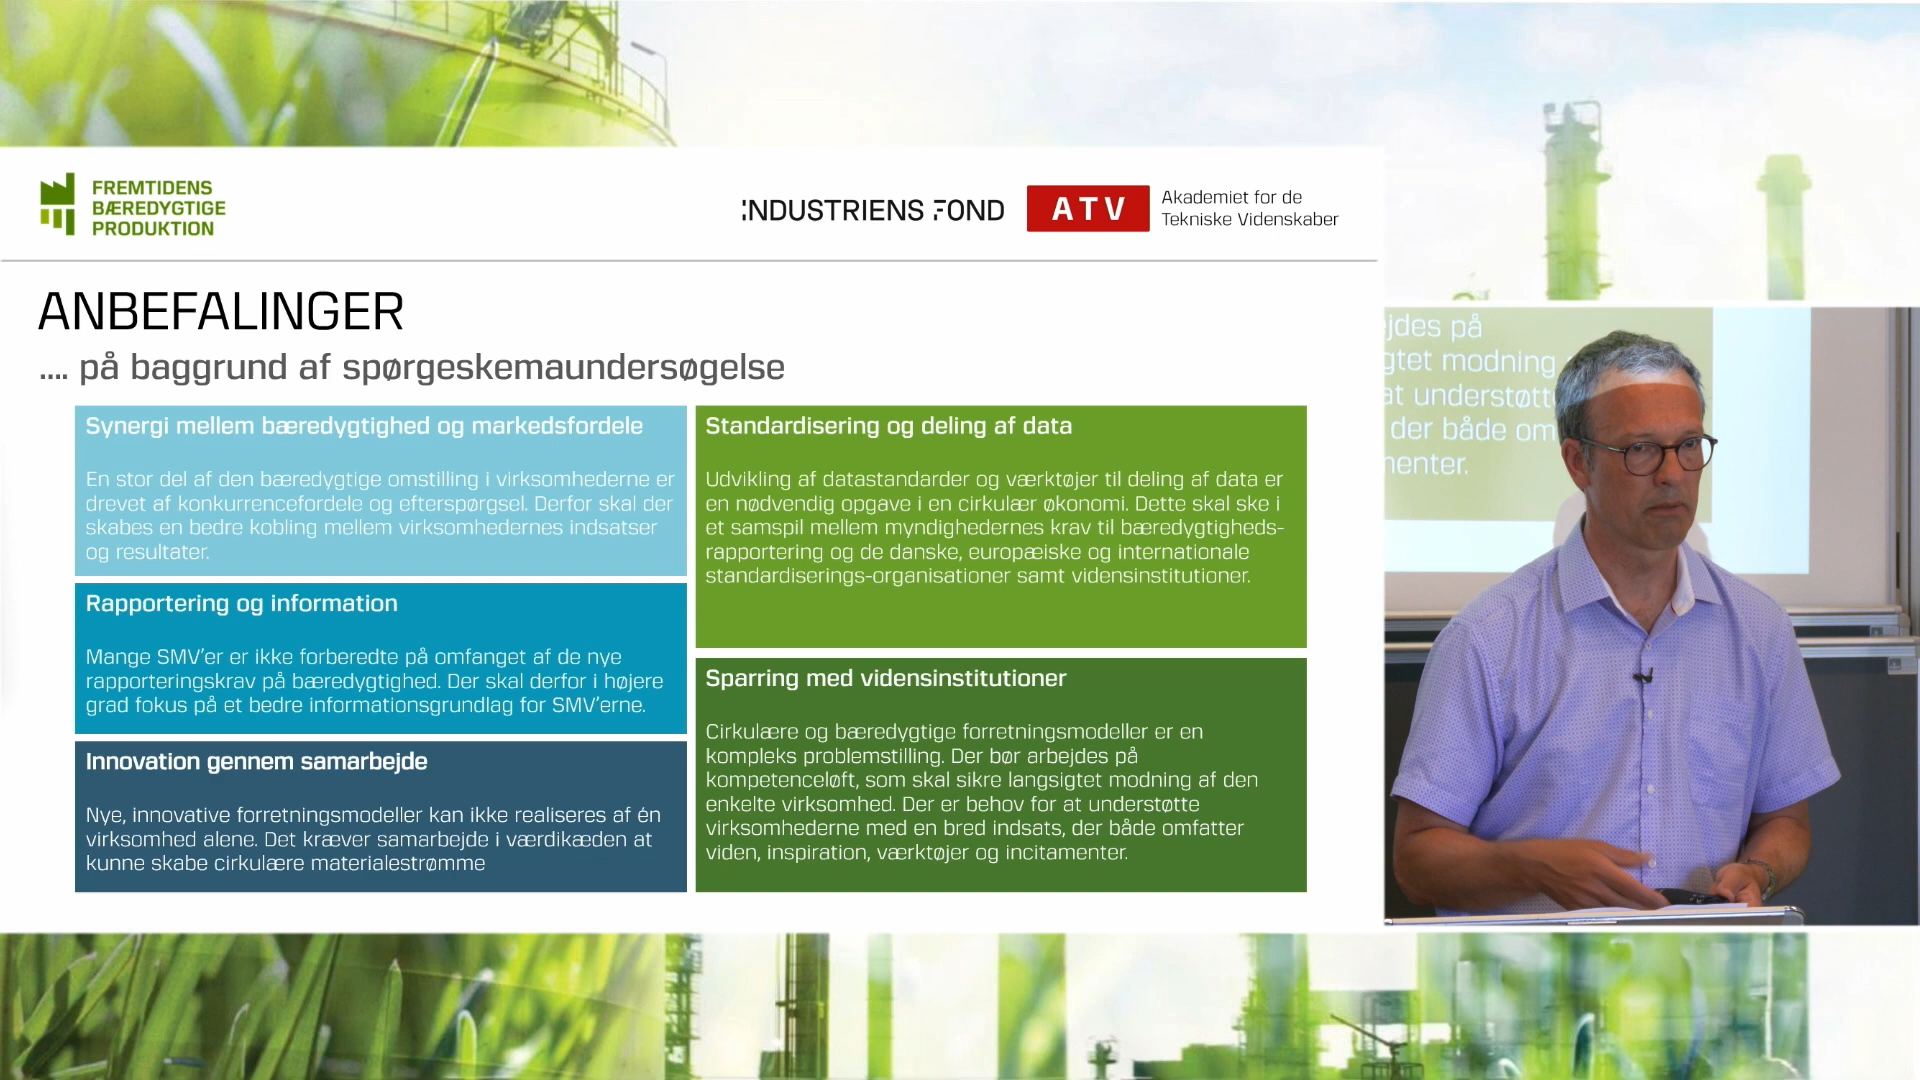 FREMTIDENS
BÆREDYGTIGE
PRODUKTION
INDUSTRIENS FOND
ATV
Akademiet for de
Tekniske Videnskaber
ANBEFALINGER
.... på baggrund af spørgeskemaundersøgelse
Synergi mellem bæredygtighed og markedsfordele
En stor del af den bæredygtige omstilling i virksomhederne er
drevet af konkurrencefordele og efterspørgsel. Derfor skal der
skabes en bedre kobling mellem virksomhedernes indsatser
og resultater.
Rapportering og information
Mange SMV'er er ikke forberedte på omfanget af de nye
rapporteringskrav på bæredygtighed. Der skal derfor i højere
grad fokus på et bedre informationsgrundlag for SMV'erne.
Innovation gennem samarbejde
Nye, innovative forretningsmodeller kan ikke realiseres af én
virksomhed alene. Det kræver samarbejde i værdikæden at
kunne skabe cirkulære materialestrømme
Standardisering og deling af data
Udvikling af datastandarder og værktøjer til deling af data er
en nødvendig opgave i en cirkulær økonomi. Dette skal ske i
et samspil mellem myndighedernes krav til bæredygtigheds-
rapportering og de danske, europæiske og internationale
standardiserings-organisationer samt vidensinstitutioner.
Sparring med vidensinstitutioner
Cirkulære og bæredygtige forretningsmodeller er en
kompleks problemstilling. Der bør arbejdes på
kompetenceløft, som skal sikre langsigtet modning af den
enkelte virksomhed. Der er behov for at understøtte
virksomhederne med en bred indsats, der både omfatter
viden, inspiration, værktøjer og incitamenter.
jdes på
gtet modning
at understøtt
der både om
menter.